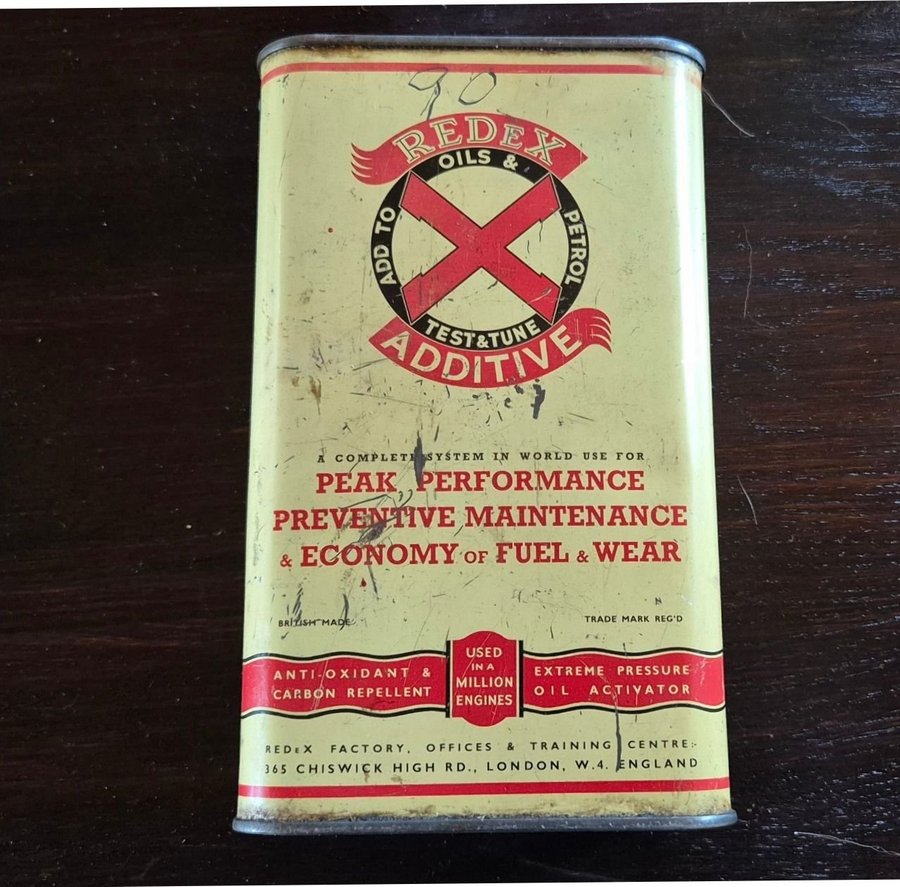 90
REDEX
OILS &
ADD TO
PETROL
TEST & TUNE
ADDITIVE
A COMPLETE SYSTEM IN WORLD USE FOR
PEAK PERFORMANCE
PREVENTIVE MAINTENANCE
& ECONOMY OF FUEL & WEAR
BRITISH MADE
TRADE MARK REG'D
ANTI-OXIDANT &
CARBON REPELLENT
USED
IN A
MILLION
ENGINES
EXTREME PRESSURE
OIL ACTIVATOR
REDEX FACTORY, OFFICES & TRAINING CENTRE:-
365 CHISWICK HIGH RD., LONDON, W.4. ENGLAND